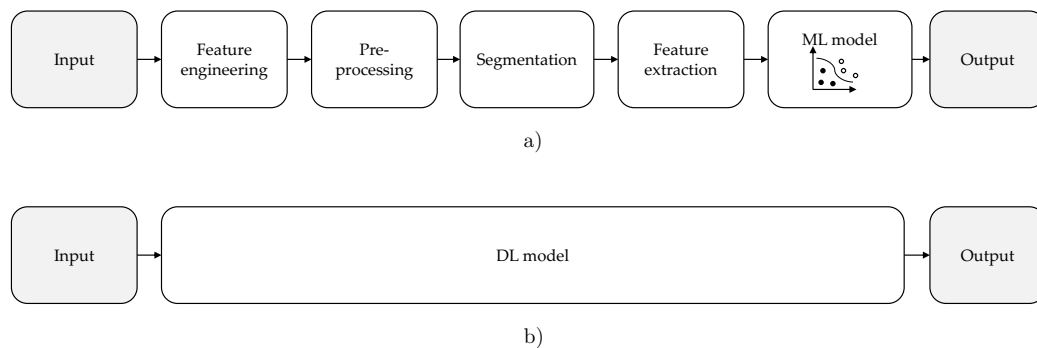 Input
Feature
engineering
Pre-
processing
Segmentation
Feature
extraction
ML model
Output
a)
Input
DL model
Output
b)